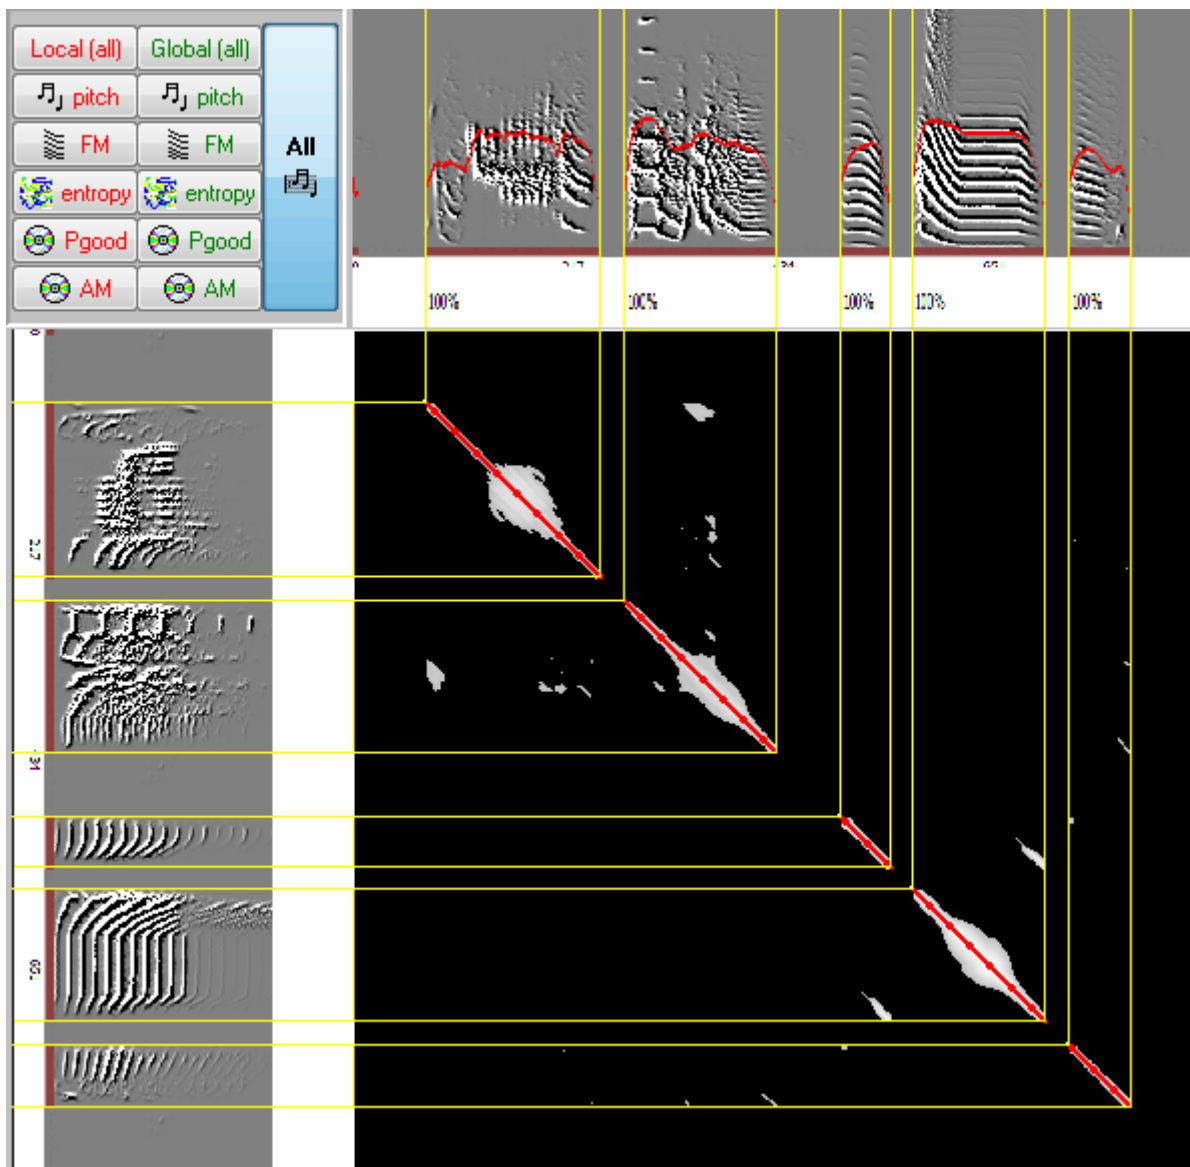 Local (all) Global (all)
pitch pitch
FM FM
entropy entropy
Pgood Pgood
AM AM
All
100% 100% 100% 100% 100%